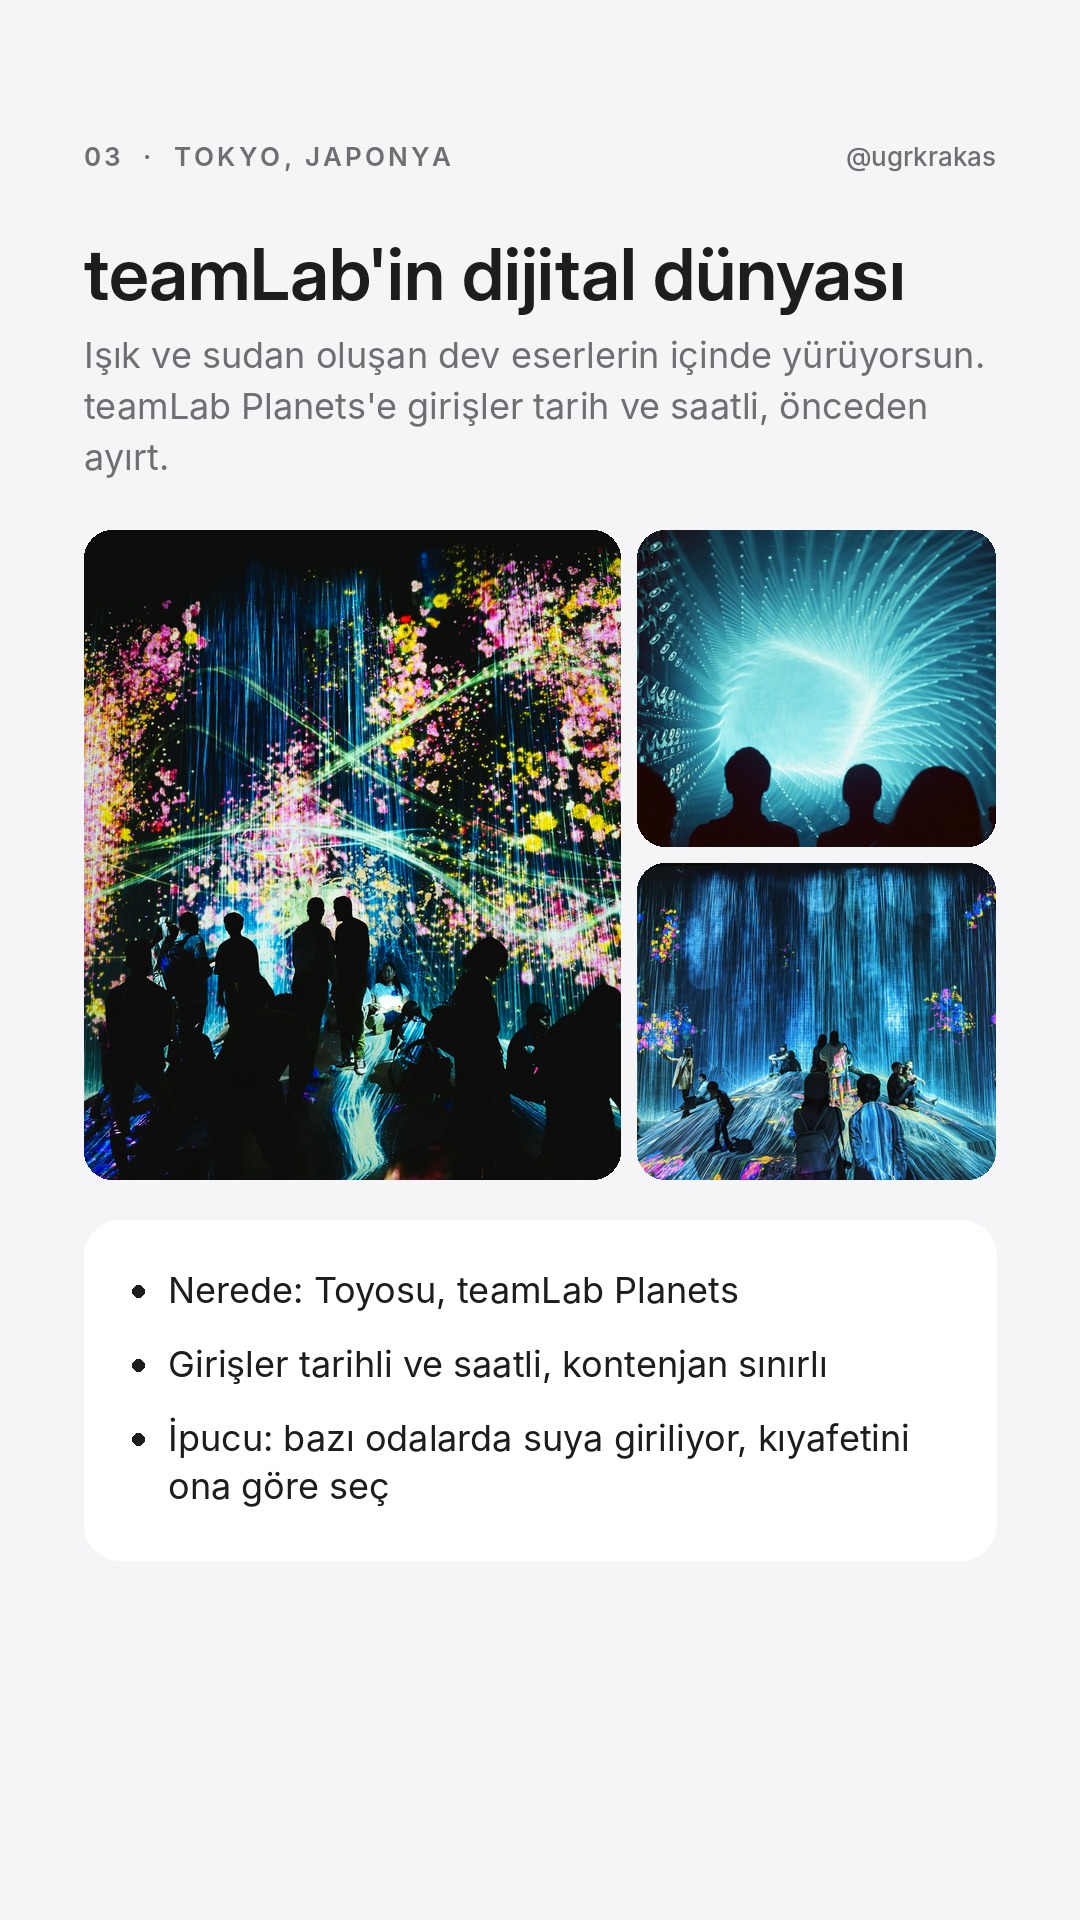 03 · TOKYO, JAPONYA
@ugrkrakas
teamLab'in dijital dünyası
Işık ve sudan oluşan dev eserlerin içinde yürüyorsun.
teamLab Planets'e girişler tarih ve saatli, önceden
ayırt.
• Nerede: Toyosu, teamLab Planets
• Girişler tarihli ve saatli, kontenjan sınırlı
• İpucu: bazı odalarda suya giriliyor, kıyafetini
ona göre seç